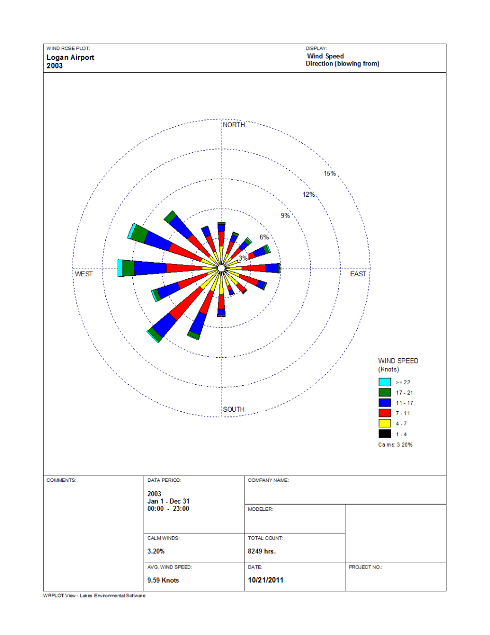 WIND ROSE PLOT:
Logan Airport
2003
DISPLAY:
Wind Speed
Direction (blowing from)
NORTH
15%
12%
9%
6%
3%
WEST
EAST
SOUTH
WIND SPEED
(Knots)
>= 22
17 - 21
11 - 17
7 - 11
4 - 7
1 - 4
Calms: 3.20%
COMMENTS:
DATA PERIOD:
2003
Jan 1 - Dec 31
00:00 - 23:00
COMPANY NAME:
MODELER:
CALM WINDS:
3.20%
TOTAL COUNT:
8249 hrs.
AVG. WIND SPEED:
9.59 Knots
DATE:
10/21/2011
PROJECT NO.:
WRPLOT View - Lakes Environmental Software